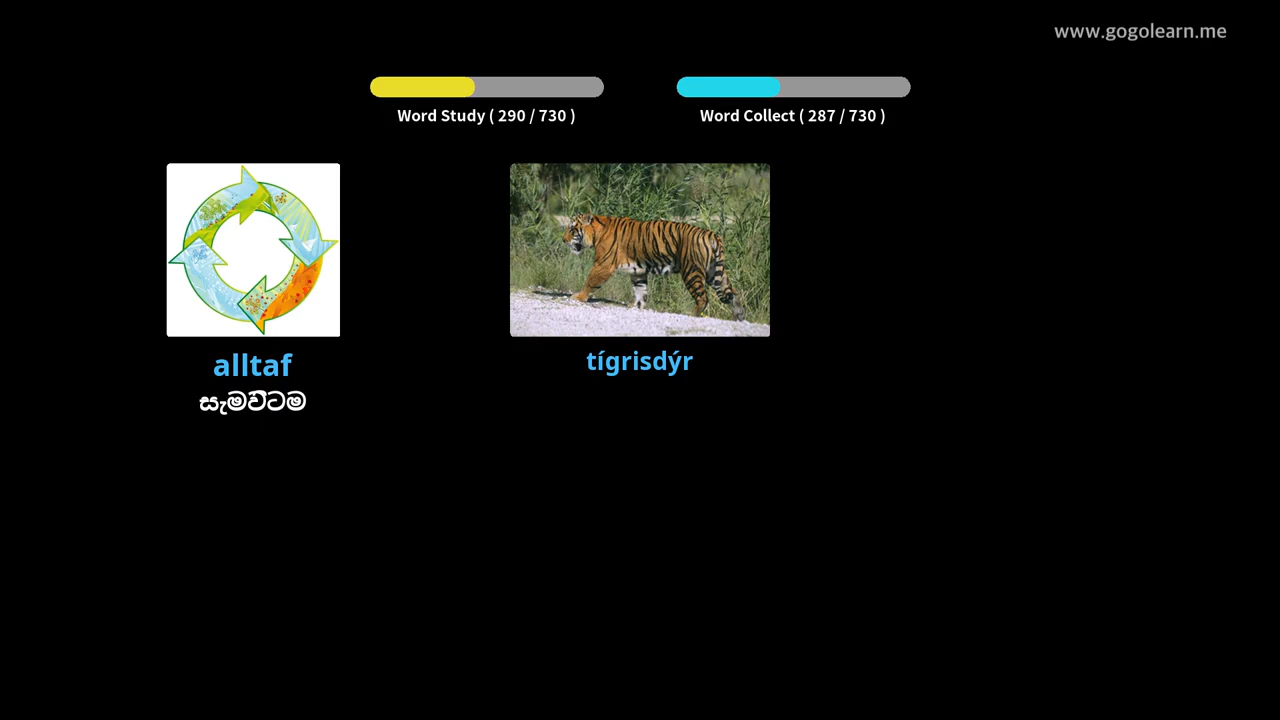 www.gogolearn.me
Word Study ( 290 / 730 )
Word Collect ( 287 / 730 )
alltaf
සැමවිටම
tígrisdýr